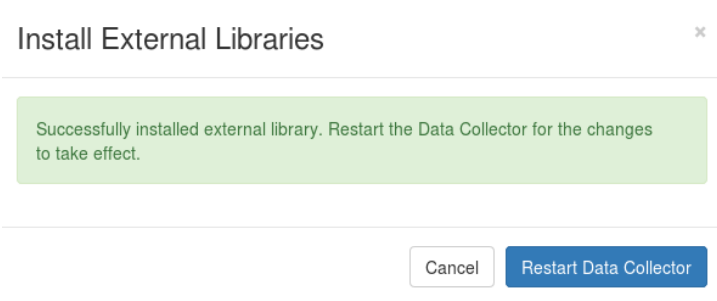 Install External Libraries
×
Successfully installed external library. Restart the Data Collector for the changes
to take effect.
Cancel
Restart Data Collector